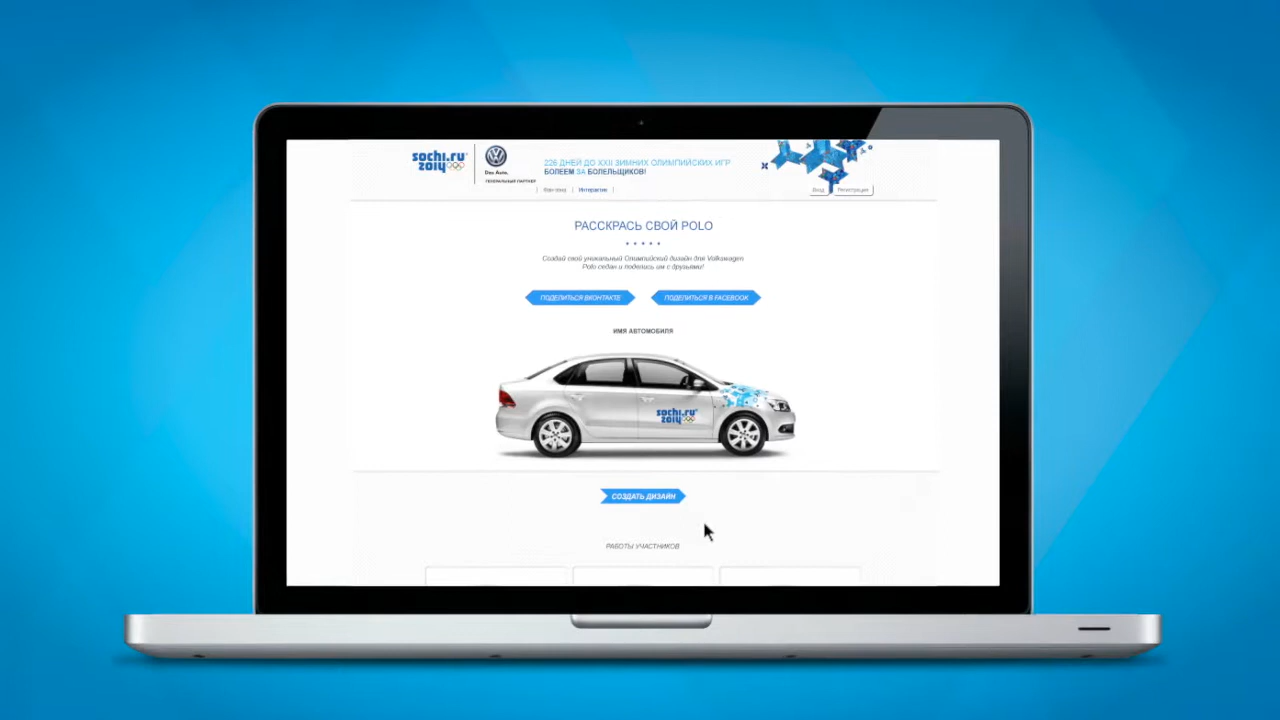 sochi.ru
2014
Das Auto.
ГЕНЕРАЛЬНЫЙ ПАРТНЕР
226 ДНЕЙ ДО XXII ЗИМНИХ ОЛИМПИЙСКИХ ИГР
БОЛЕЕМ ЗА БОЛЕЛЬЩИКОВ!
Интерактив
Вход
Регистрация
РАССКРАСЬ СВОЙ POLO
Создай свой уникальный Олимпийский дизайн для Volkswagen
Polo седан и поделись им с друзьями!
ПОДЕЛИТЬСЯ ВКОНТАКТЕ
ПОДЕЛИТЬСЯ В FACEBOOK
ИМЯ АВТОМОБИЛЯ
sochi.ru
2014
СОЗДАТЬ ДИЗАЙН
РАБОТЫ УЧАСТНИКОВ